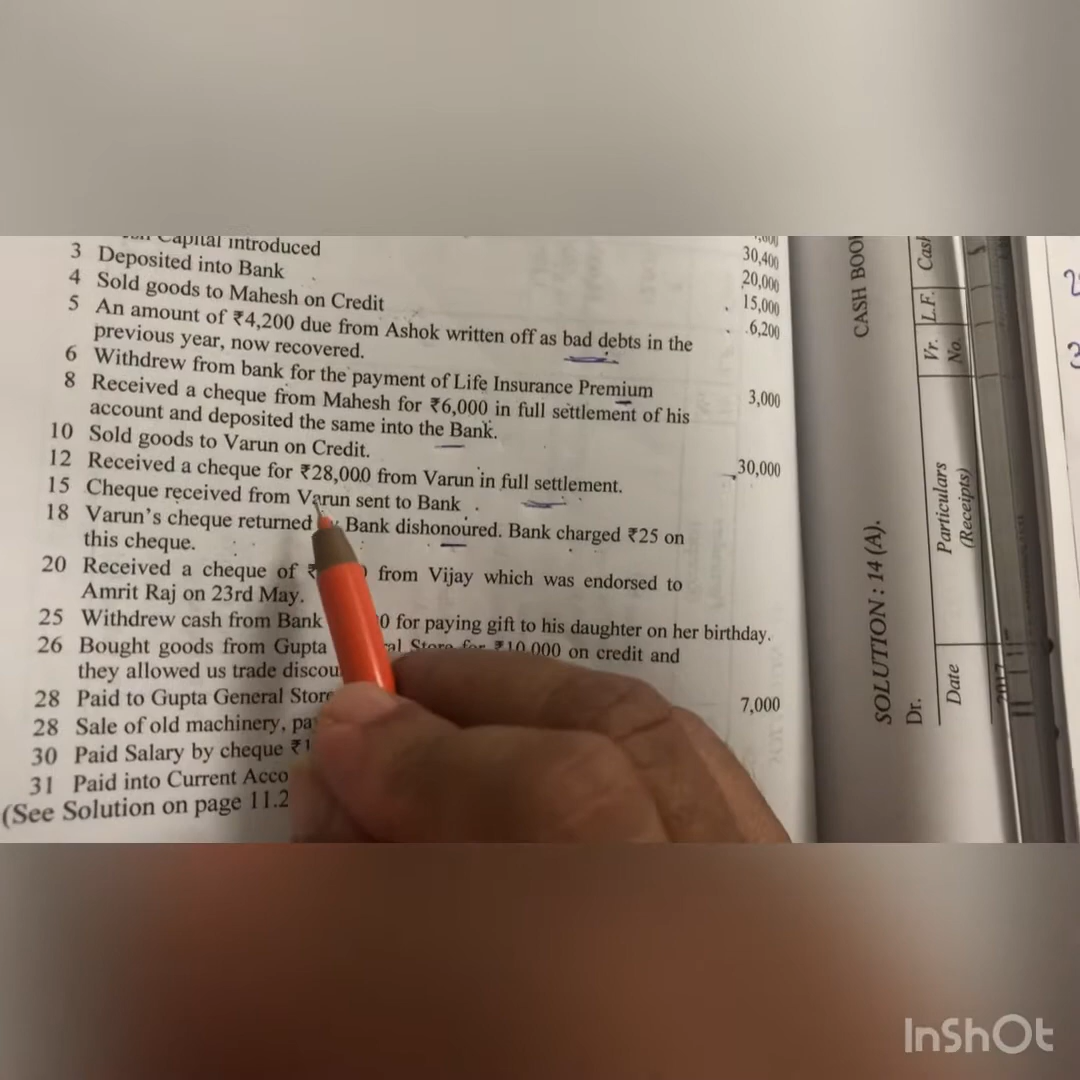 Capital introduced
30,400
3 Deposited into Bank
20,000
4 Sold goods to Mahesh on Credit
15,000
5 An amount of ₹4,200 due from Ashok written off as bad debts in the
6,200
previous year, now recovered.
6 Withdrew from bank for the payment of Life Insurance Premium
3,000
8 Received a cheque from Mahesh for ₹6,000 in full settlement of his
account and deposited the same into the Bank.
10 Sold goods to Varun on Credit.
30,000
12 Received a cheque for ₹28,000 from Varun in full settlement.
15 Cheque received from Varun sent to Bank
18 Varun's cheque returned Bank dishonoured. Bank charged ₹25 on
this cheque.
20 Received a cheque of ₹ from Vijay which was endorsed to
Amrit Raj on 23rd May.
25 Withdrew cash from Bank for paying gift to his daughter on her birthday.
26 Bought goods from Gupta Store for ₹10,000 on credit and
they allowed us trade
28 Paid to Gupta General Store
7,000
28 Sale of old machinery,
30 Paid Salary by cheque
31 Paid into Current
(See Solution on page
CASH BOOK
SOLUTION : 14 (A).
Dr.
Date
Particulars
(Receipts)
Vr.
No.
L.F.
Cash
2017
InShOt